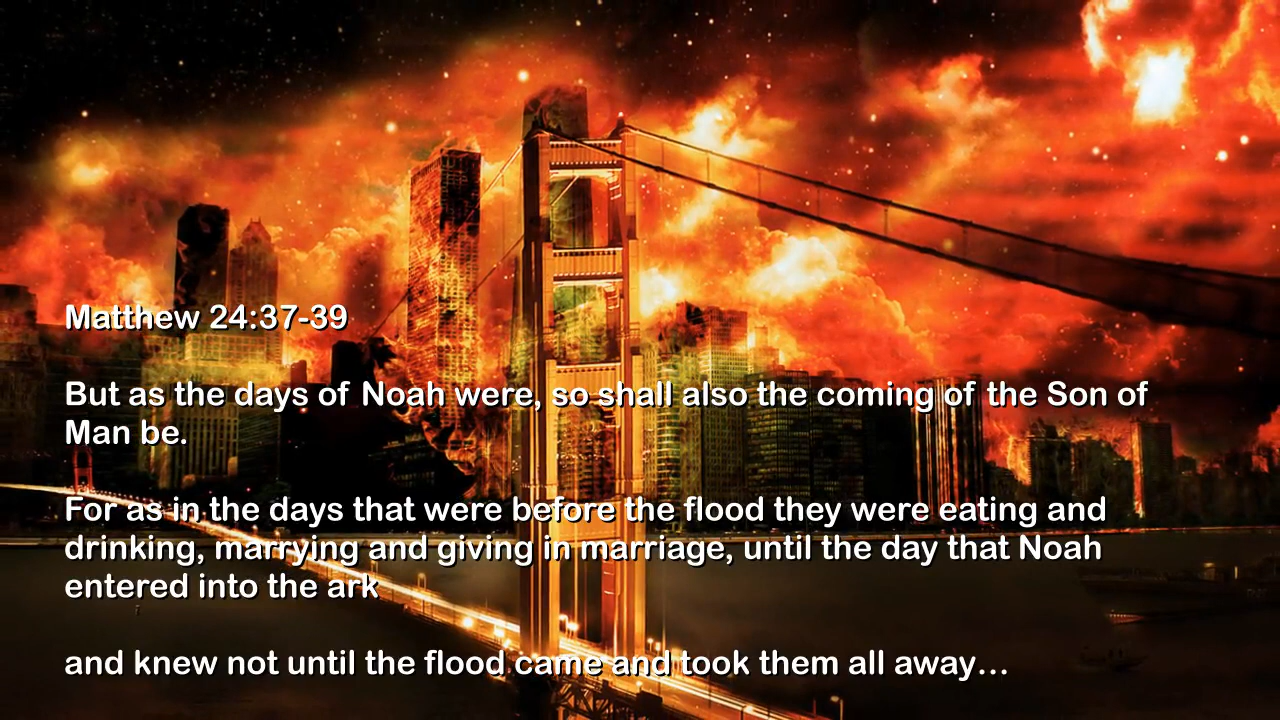 Matthew 24:37-39
But as the days of Noah were, so shall also the coming of the Son of
Man be.
For as in the days that were before the flood they were eating and
drinking, marrying and giving in marriage, until the day that Noah
entered into the ark
and knew not until the flood came and took them all away…